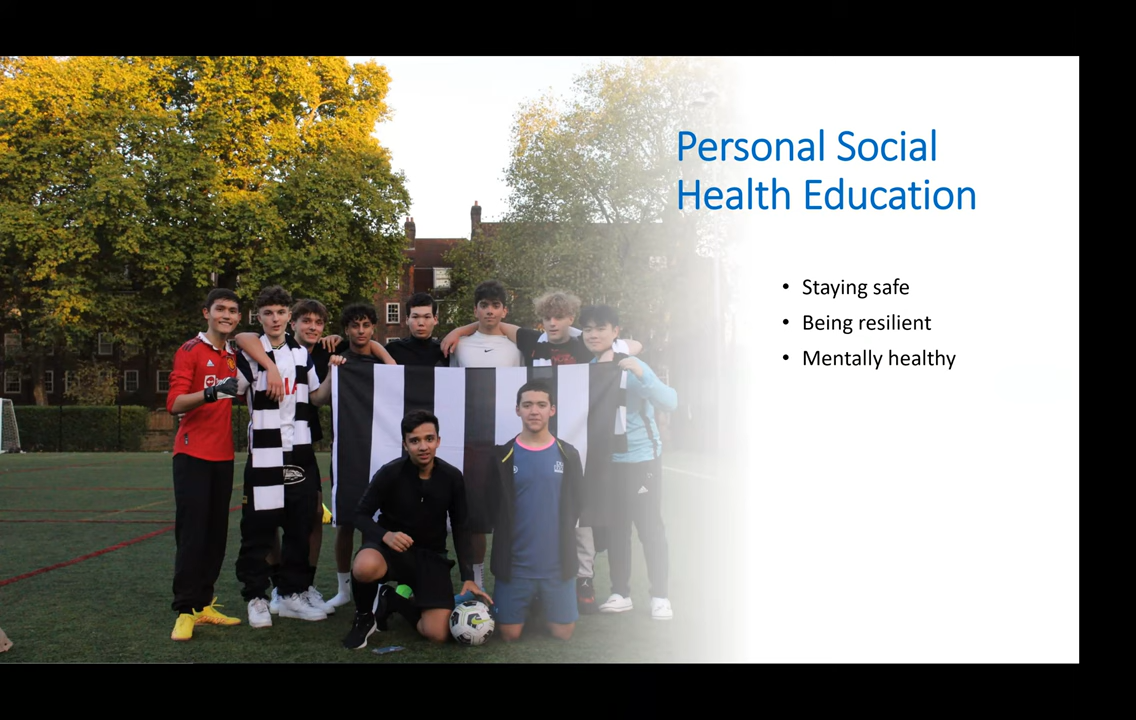 Personal Social
Health Education
• Staying safe
• Being resilient
• Mentally healthy